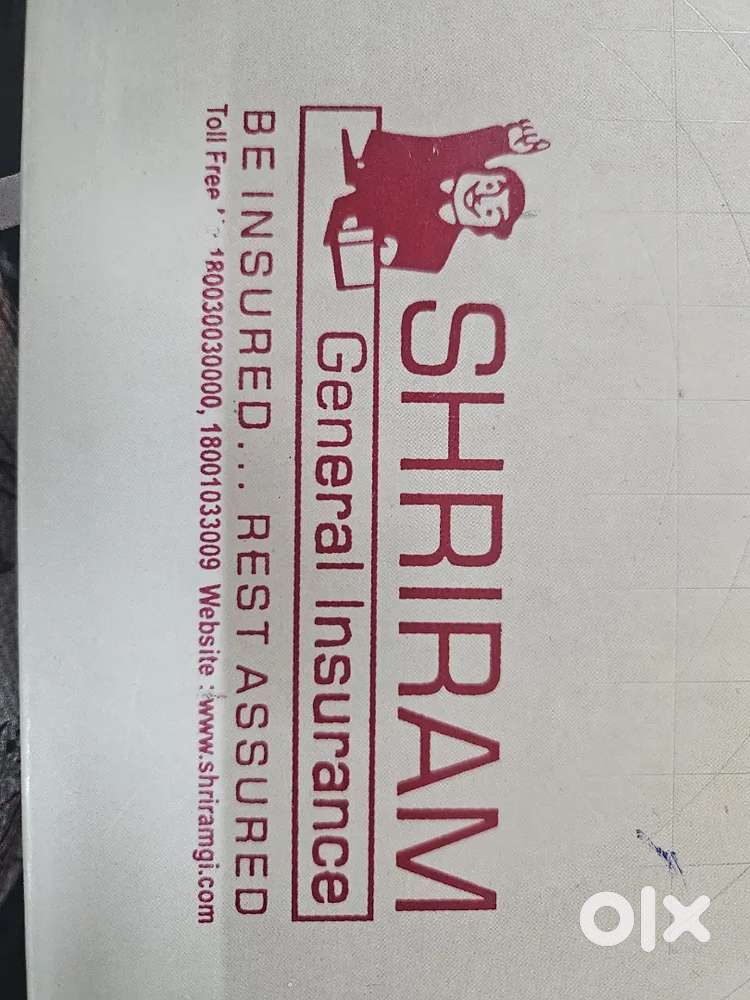 SHRIRAM
General Insurance
BE INSURED... REST ASSURED
Toll Free 18003003000, 18001033009 Website : www.shriramgi.com
olx